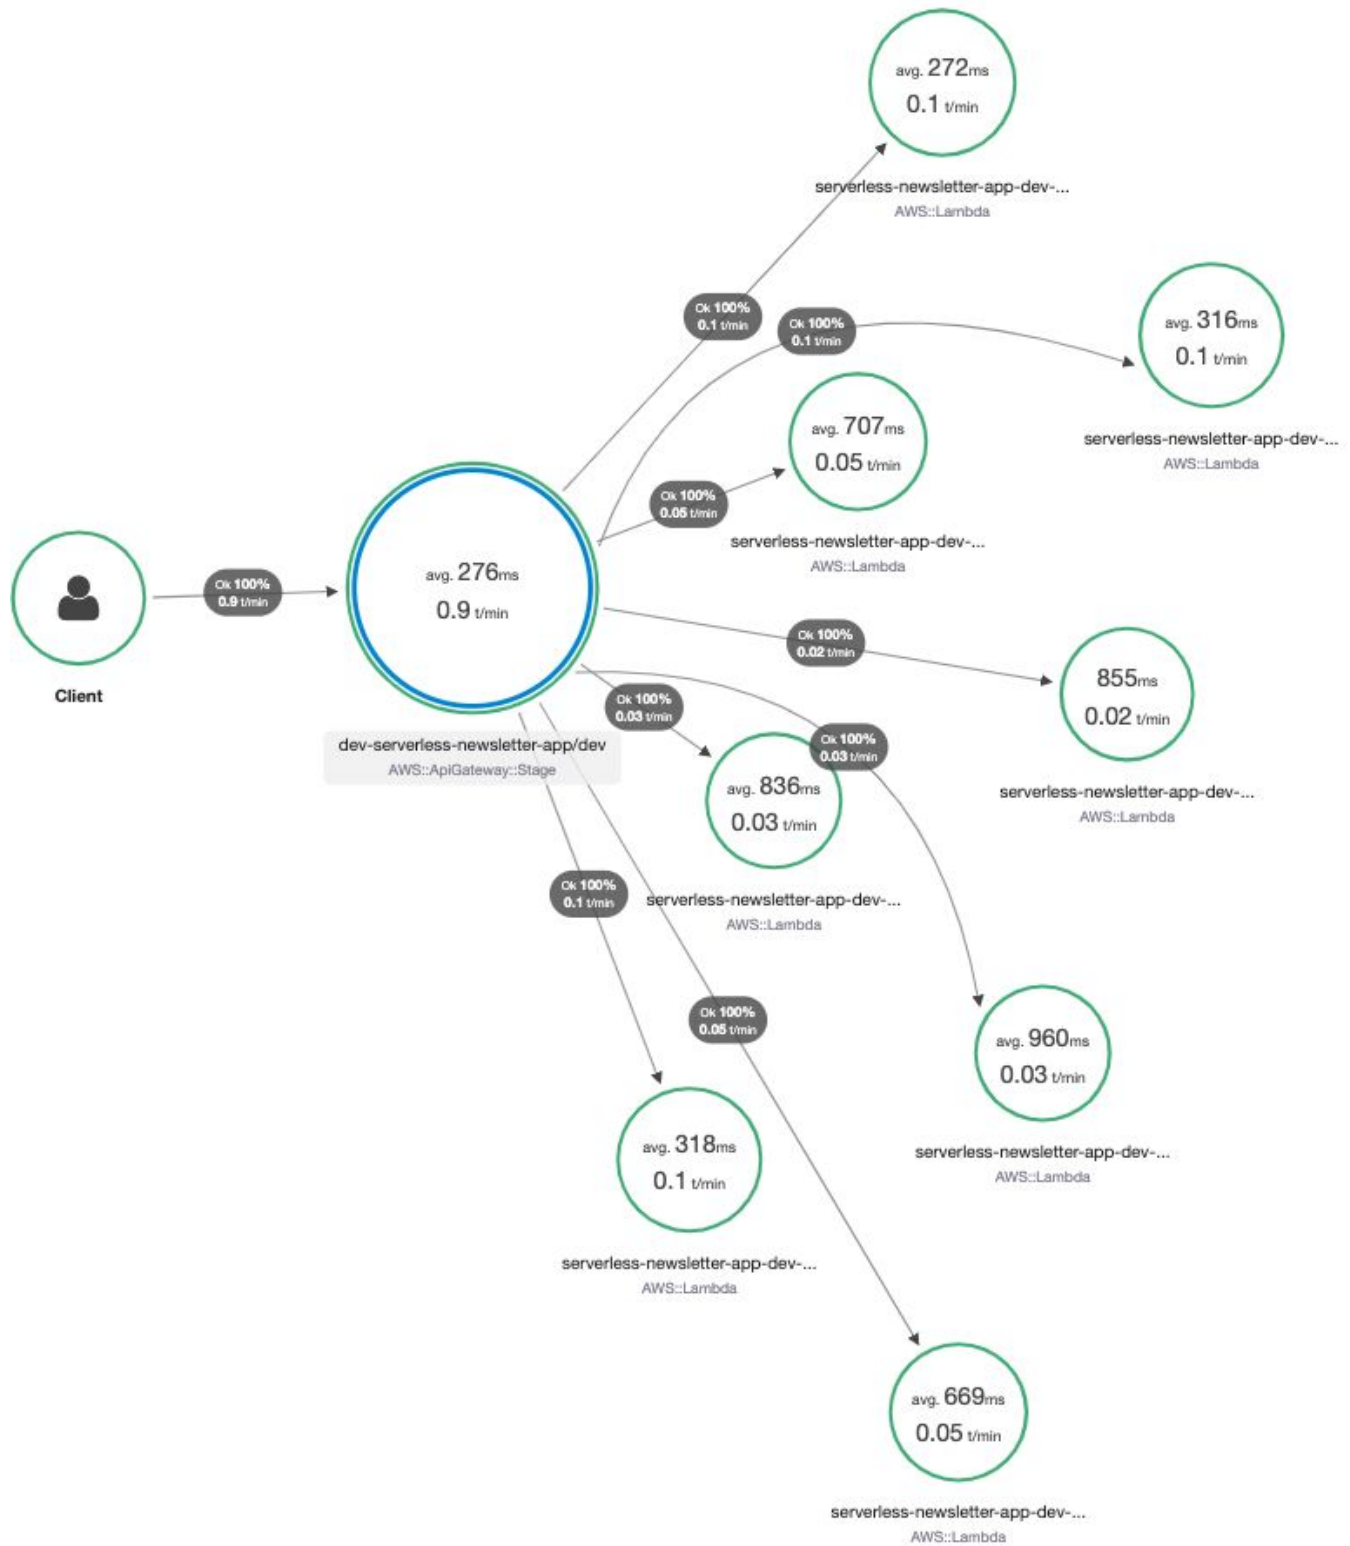 avg. 272ms
0.1 t/min
serverless-newsletter-app-dev-...
AWS::Lambda
Ok 100%
0.1 t/min
Ok 100%
0.1 t/min
avg. 316ms
0.1 t/min
serverless-newsletter-app-dev-...
AWS::Lambda
avg. 707ms
0.05 t/min
serverless-newsletter-app-dev-...
AWS::Lambda
Ok 100%
0.05 t/min
Client
Ok 100%
0.9 t/min
avg. 276ms
0.9 t/min
dev-serverless-newsletter-app/dev
AWS::ApiGateway::Stage
Ok 100%
0.02 t/min
855ms
0.02 t/min
serverless-newsletter-app-dev-...
AWS::Lambda
Ok 100%
0.03 t/min
avg. 836ms
0.03 t/min
serverless-newsletter-app-dev-...
AWS::Lambda
Ok 100%
0.03 t/min
avg. 960ms
0.03 t/min
serverless-newsletter-app-dev-...
AWS::Lambda
Ok 100%
0.1 t/min
avg. 318ms
0.1 t/min
serverless-newsletter-app-dev-...
AWS::Lambda
Ok 100%
0.05 t/min
avg. 669ms
0.05 t/min
serverless-newsletter-app-dev-...
AWS::Lambda